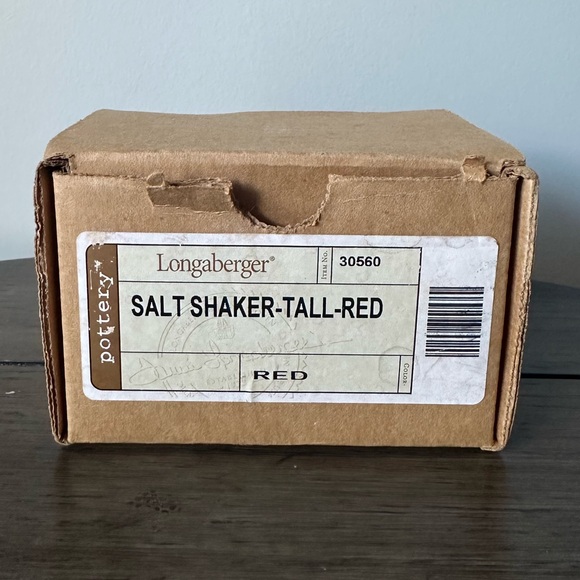 pottery*
Longaberger®
Item No.
30560
SALT SHAKER-TALL-RED
RED
Color